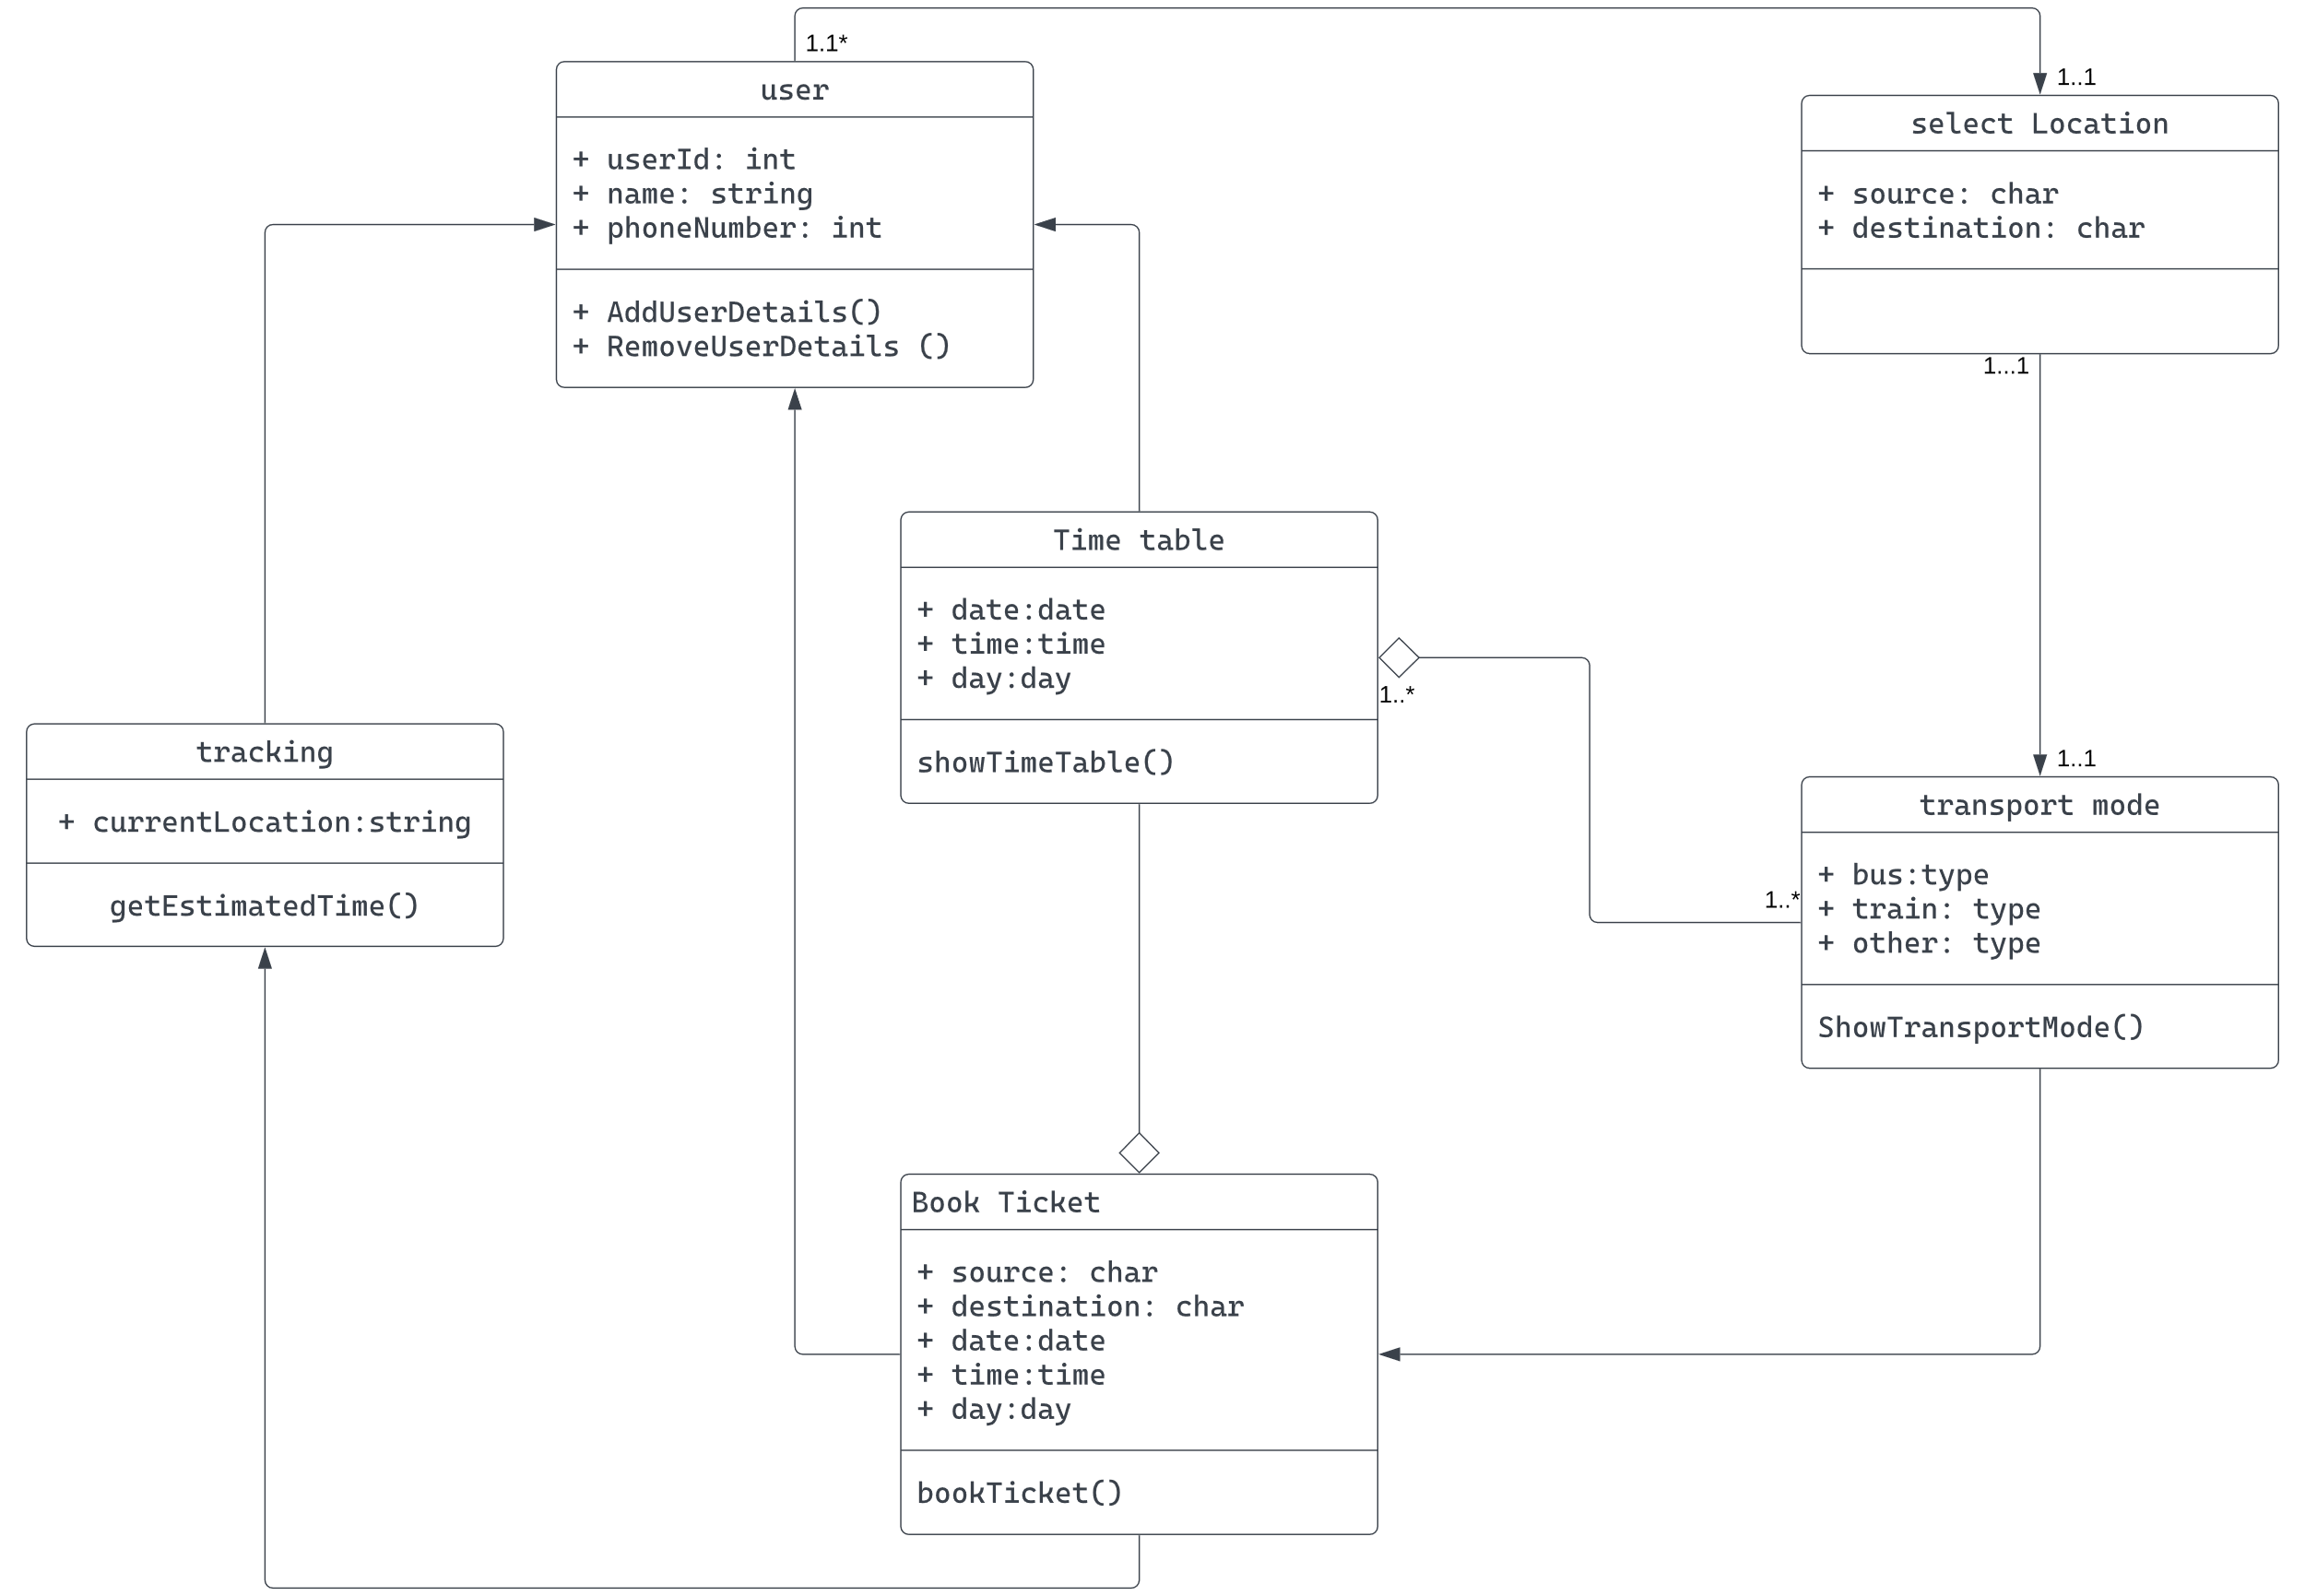 1.1*
user
+ userId: int
+ name: string
+ phoneNumber: int
+ AddUserDetails()
+ RemoveUserDetails ()
1..1
select Location
+ source: char
+ destination: char
1...1
Time table
+ date:date
+ time:time
+ day:day
showTimeTable()
1..*
tracking
+ currentLocation:string
getEstimatedTime()
1..1
transport mode
1..*
+ bus:type
+ train: type
+ other: type
ShowTransportMode()
Book Ticket
+ source: char
+ destination: char
+ date:date
+ time:time
+ day:day
bookTicket()